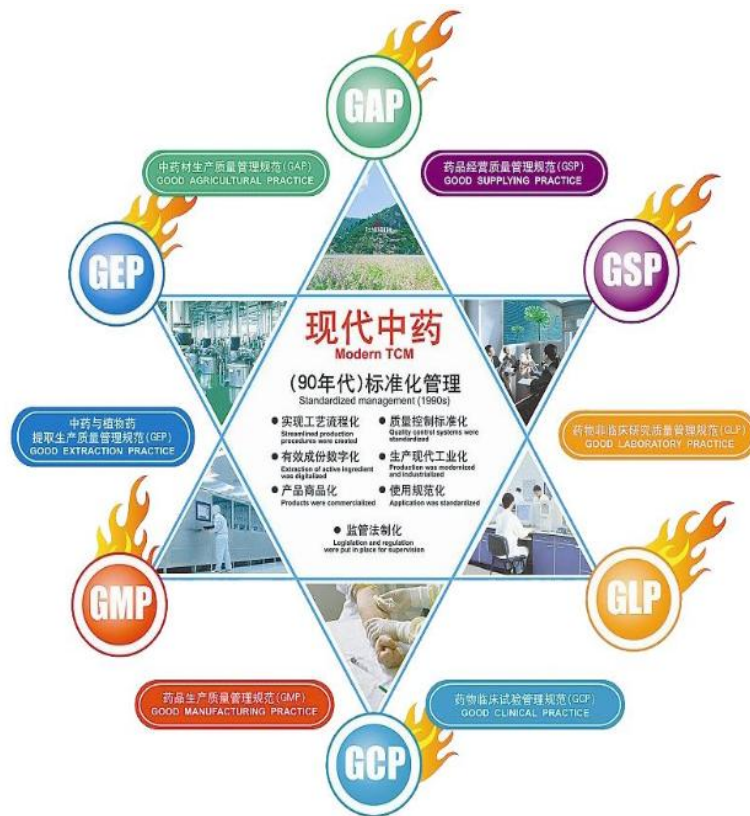 GAP
中药材生产质量管理规范(GAP)
GOOD AGRICULTURAL PRACTICE
药品经营质量管理规范(GSP)
GOOD SUPPLYING PRACTICE
GEP
GSP
现代中药
Modern TCM
(90年代)标准化管理
Standardized management (1990s)
● 实现工艺流程化
Streamlined production
procedures were created
● 质量控制标准化
Quality control systems were
standardized
● 有效成份数字化
Extraction of active ingredient
was digitalized
● 生产现代工业化
Production was modernized
and industrialized
● 产品商品化
Products were commercialized
● 使用规范化
Application was standardized
● 监管法制化
Legislation and regulation
were put in place for supervision
中药与植物药
提取生产质量管理规范(GEP)
GOOD EXTRACTION PRACTICE
药物非临床研究质量管理规范(GLP)
GOOD LABORATORY PRACTICE
GMP
GLP
药品生产质量管理规范(GMP)
GOOD MANUFACTURING PRACTICE
药物临床试验管理规范(GCP)
GOOD CLINICAL PRACTICE
GCP